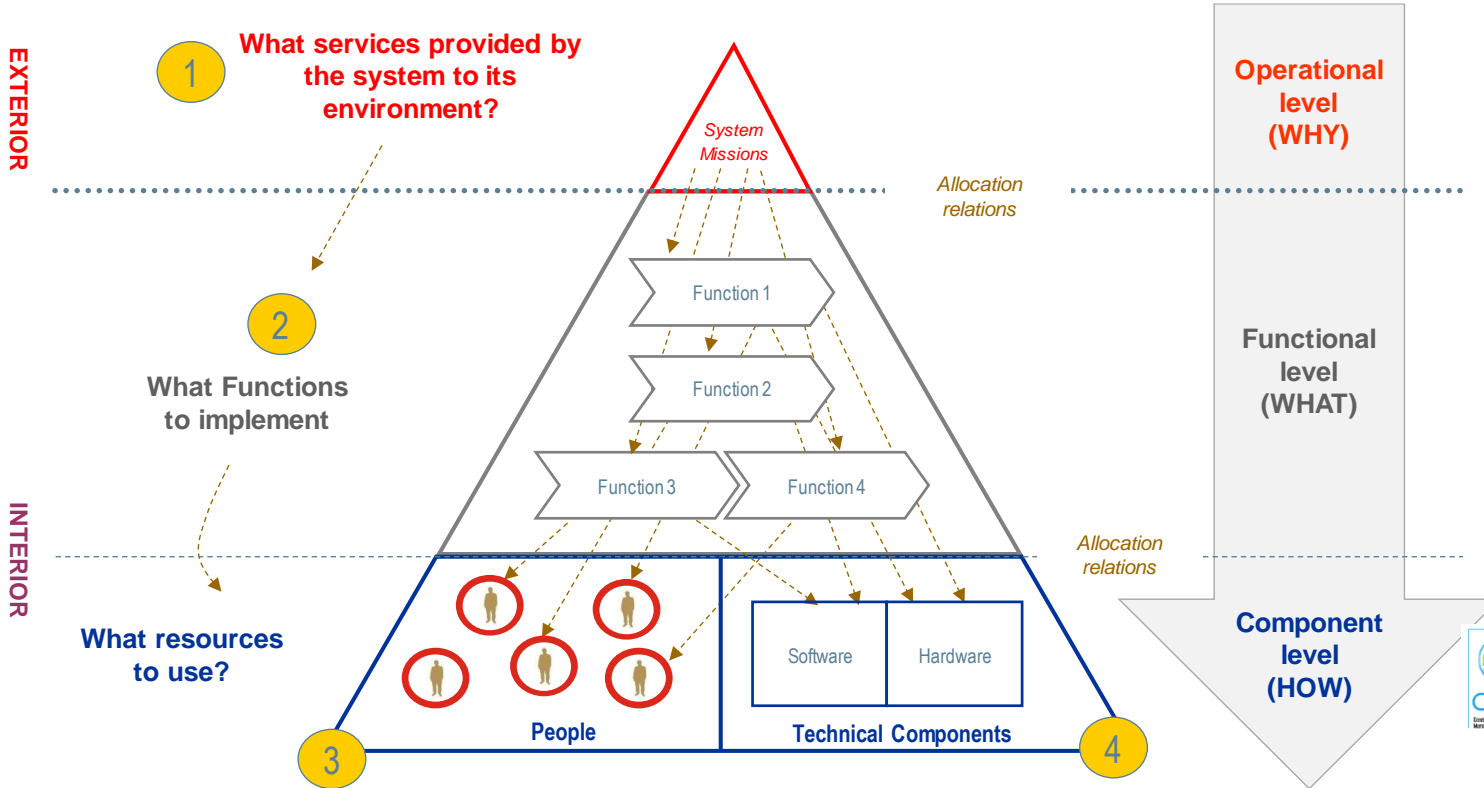 EXTERIOR
1
What services provided by
the system to its
environment?
System
Missions
Operational
level
(WHY)
Allocation
relations
Function 1
2
What Functions
to implement
Function 2
Functional
level
(WHAT)
Function 3
Function 4
INTERIOR
Allocation
relations
What resources
to use?
Software
Hardware
Component
level
(HOW)
People
Technical Components
3
4